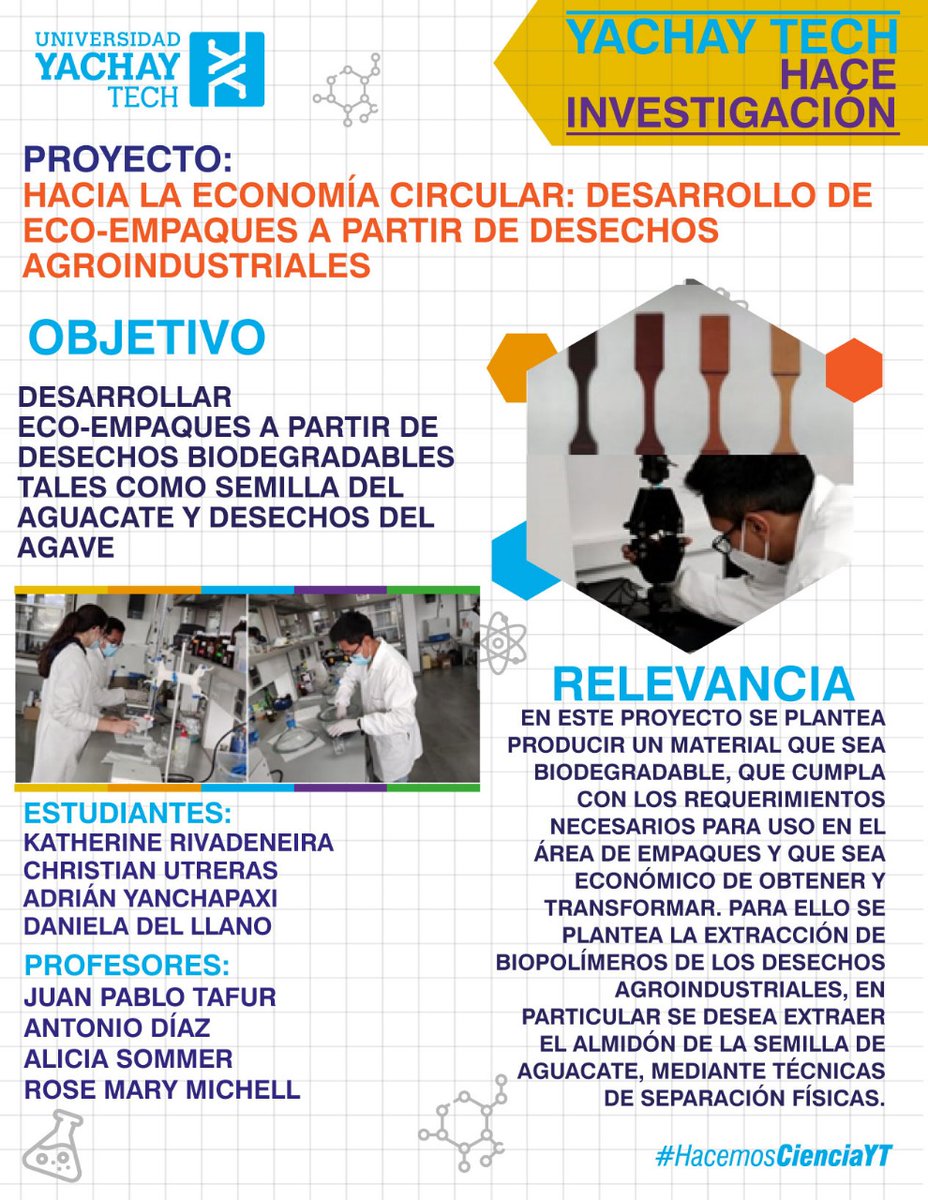 UNIVERSIDAD
YACHAY
TECH
YACHAY TECH
HACE
INVESTIGACIÓN
PROYECTO:
HACIA LA ECONOMÍA CIRCULAR: DESARROLLO DE
ECO-EMPAQUES A PARTIR DE DESECHOS
AGROINDUSTRIALES
OBJETIVO
DESARROLLAR
ECO-EMPAQUES A PARTIR DE
DESECHOS BIODEGRADABLES
TALES COMO SEMILLA DEL
AGUACATE Y DESECHOS DEL
AGAVE
ESTUDIANTES:
KATHERINE RIVADENEIRA
CHRISTIAN UTRERAS
ADRIÁN YANCHAPAXI
DANIELA DEL LLANO
PROFESORES:
JUAN PABLO TAFUR
ANTONIO DÍAZ
ALICIA SOMMER
ROSE MARY MICHELL
RELEVANCIA
EN ESTE PROYECTO SE PLANTEA
PRODUCIR UN MATERIAL QUE SEA
BIODEGRADABLE, QUE CUMPLA
CON LOS REQUERIMIENTOS
NECESARIOS PARA USO EN EL
ÁREA DE EMPAQUES Y QUE SEA
ECONÓMICO DE OBTENER Y
TRANSFORMAR. PARA ELLO SE
PLANTEA LA EXTRACCIÓN DE
BIOPOLÍMEROS DE LOS DESECHOS
AGROINDUSTRIALES, EN
PARTICULAR SE DESEA EXTRAER
EL ALMIDÓN DE LA SEMILLA DE
AGUACATE, MEDIANTE TÉCNICAS
DE SEPARACIÓN FÍSICAS.
#HacemosCienciaYT